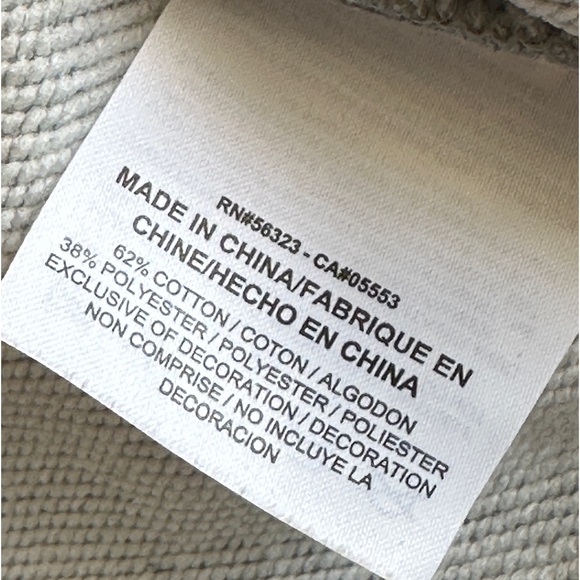 RN#56323 - CA#05553
MADE IN CHINA/FABRIQUE EN
CHINE/HECHO EN CHINA
62% COTTON / COTON / ALGODON
38% POLYESTER / POLYESTER / POLIESTER
EXCLUSIVE OF DECORATION / DECORATION
NON COMPRISE / NO INCLUYE LA
DECORACION